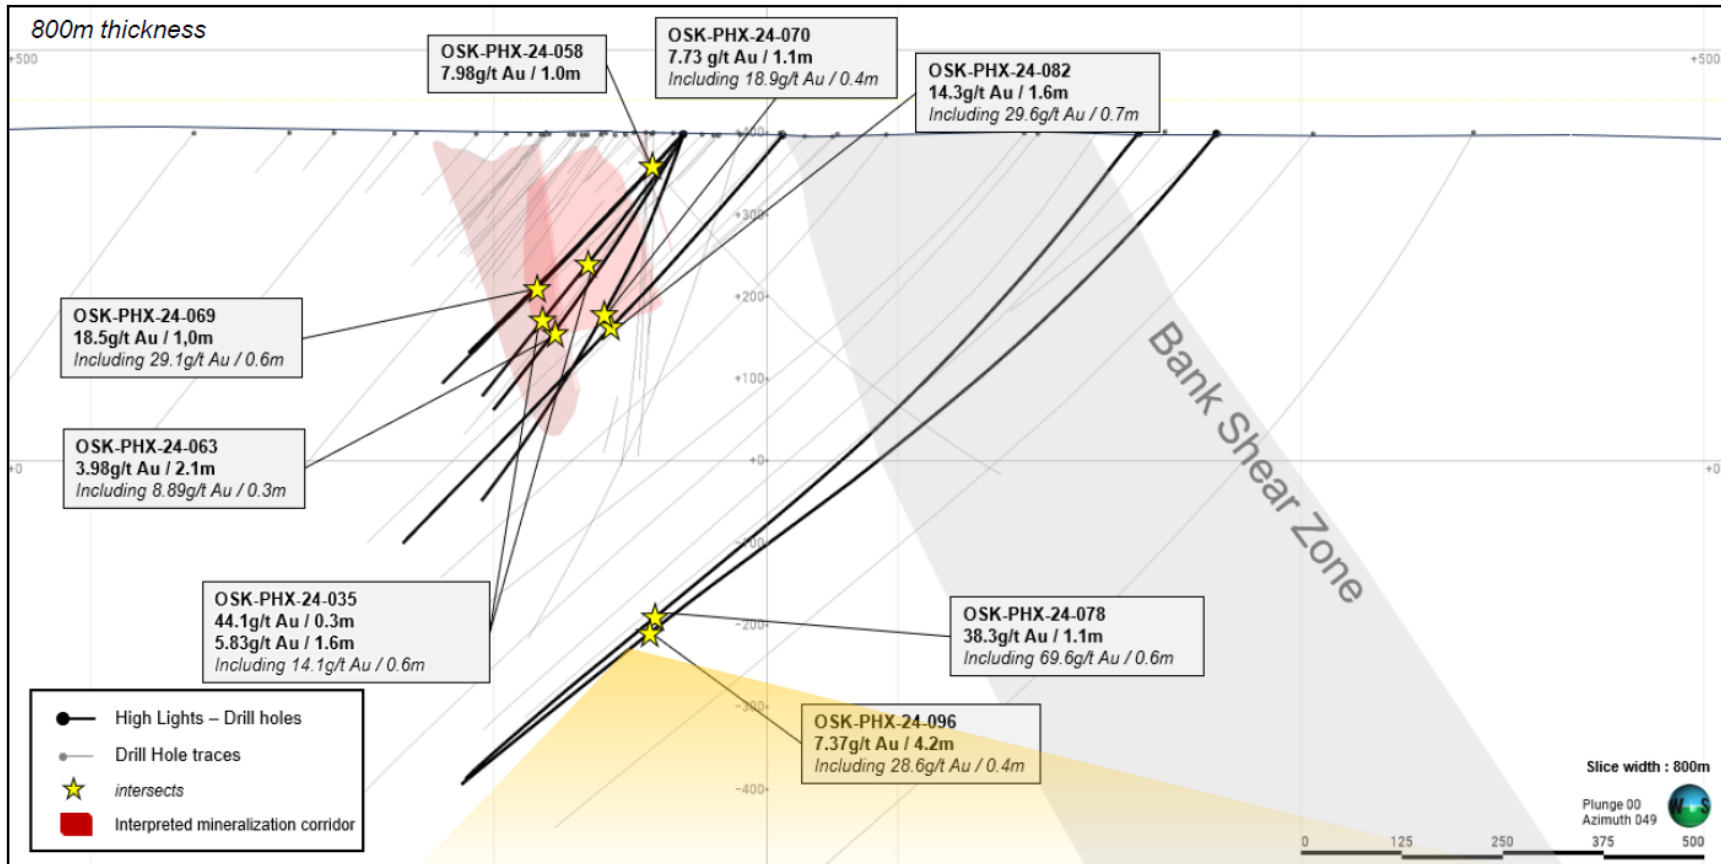 800m thickness
+500
+500
OSK-PHX-24-058
7.98g/t Au / 1.0m
OSK-PHX-24-070
7.73 g/t Au / 1.1m
Including 18.9g/t Au / 0.4m
OSK-PHX-24-082
14.3g/t Au / 1.6m
Including 29.6g/t Au / 0.7m
+400
+300
+200
+100
+0
+0
+0
-100
-200
-300
-400
OSK-PHX-24-069
18.5g/t Au / 1,0m
Including 29.1g/t Au / 0.6m
OSK-PHX-24-063
3.98g/t Au / 2.1m
Including 8.89g/t Au / 0.3m
Bank Shear Zone
OSK-PHX-24-035
44.1g/t Au / 0.3m
5.83g/t Au / 1.6m
Including 14.1g/t Au / 0.6m
OSK-PHX-24-078
38.3g/t Au / 1.1m
Including 69.6g/t Au / 0.6m
OSK-PHX-24-096
7.37g/t Au / 4.2m
Including 28.6g/t Au / 0.4m
High Lights – Drill holes
Drill Hole traces
intersects
Interpreted mineralization corridor
Slice width : 800m
Plunge 00
Azimuth 049
W S
0 125 250 375 500